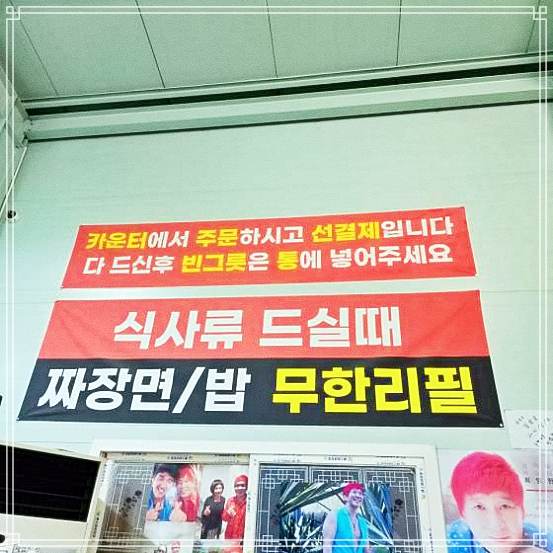 카운터에서 주문하시고 선결제입니다
다 드신후 빈그릇은 통에 넣어주세요
식사류 드실때
짜장면/밥 무한리필